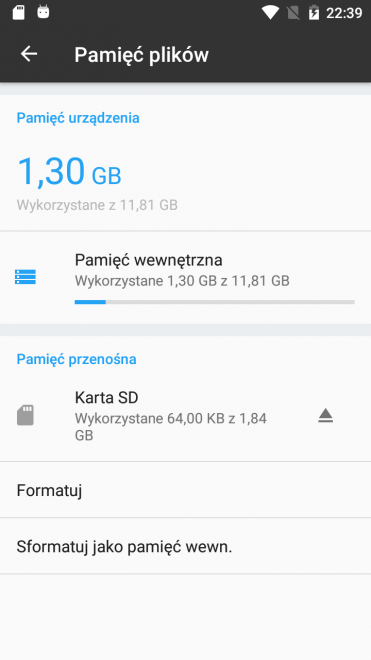 22:39
Pamięć plików
Pamięć urządzenia
1,30 GB
Wykorzystane z 11,81 GB
Pamięć wewnętrzna
Wykorzystane 1,30 GB z 11,81 GB
Pamięć przenośna
Karta SD
Wykorzystane 64,00 KB z 1,84
GB
Formatuj
Sformatuj jako pamięć wewn.